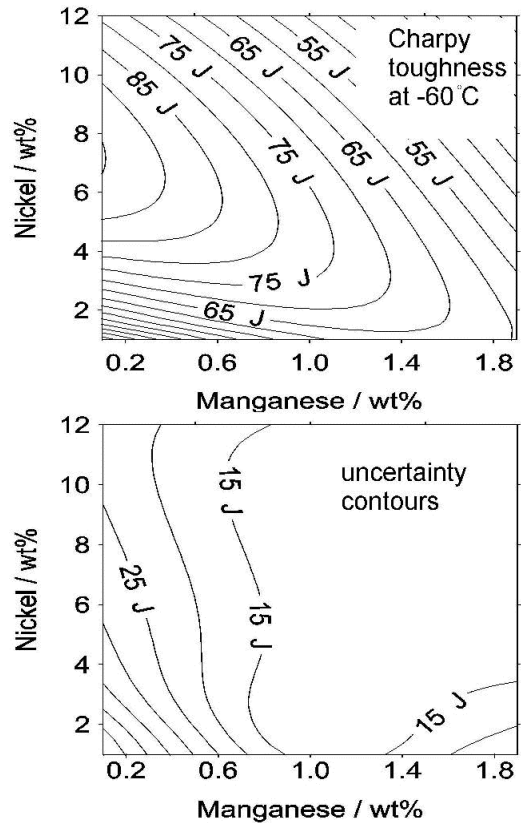 12
10
8
6
4
2
Nickel / wt%
75 J
65 J
55 J
85 J
75 J
65 J
55 J
75 J
65 J
Charpy
toughness
at -60°C
0.2 0.6 1.0 1.4 1.8
Manganese / wt%
12
10
8
6
4
2
Nickel / wt%
15 J
25 J
15 J
15 J
uncertainty
contours
0.2 0.6 1.0 1.4 1.8
Manganese / wt%